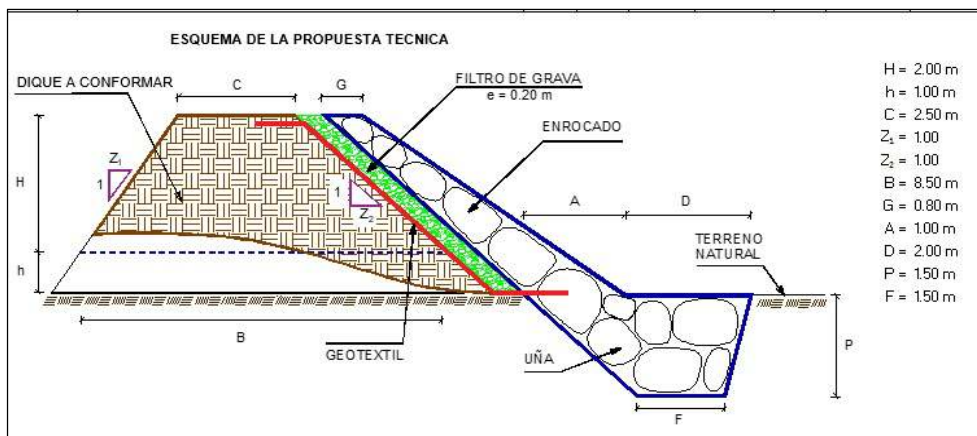 ESQUEMA DE LA PROPUESTA TECNICA
DIQUE A CONFORMAR
C
G
FILTRO DE GRAVA
e = 0.20 m
ENROCADO
H
Z₁
1
1
Z₂
A
D
TERRENO
NATURAL
h
B
GEOTEXTIL
UÑA
P
F
H = 2.00 m
h = 1.00 m
C = 2.50 m
Z₁ = 1.00
Z₂ = 1.00
B = 8.50 m
G = 0.80 m
A = 1.00 m
D = 2.00 m
P = 1.50 m
F = 1.50 m